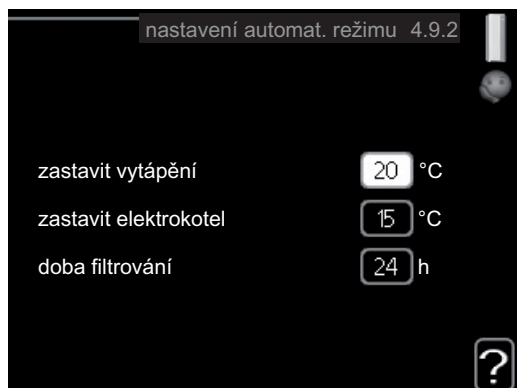 nastavení automat. režimu 4.9.2
zastavit vytápění 20 °C
zastavit elektrokotel 15 °C
doba filtrování 24 h
?